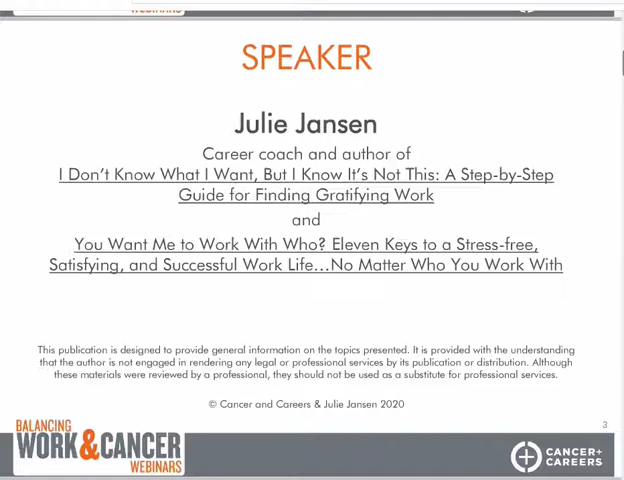 WEBINARS
SPEAKER
Julie Jansen
Career coach and author of
I Don't Know What I Want, But I Know It's Not This: A Step-by-Step
Guide for Finding Gratifying Work
and
You Want Me to Work With Who? Eleven Keys to a Stress-free,
Satisfying, and Successful Work Life…No Matter Who You Work With
This publication is designed to provide general information on the topics presented. It is provided with the understanding
that the author is not engaged in rendering any legal or professional services by its publication or distribution. Although
these materials were reviewed by a professional, they should not be used as a substitute for professional services.
© Cancer and Careers & Julie Jansen 2020
3
BALANCING
WORK & CANCER
WEBINARS
CANCER+
CAREERS